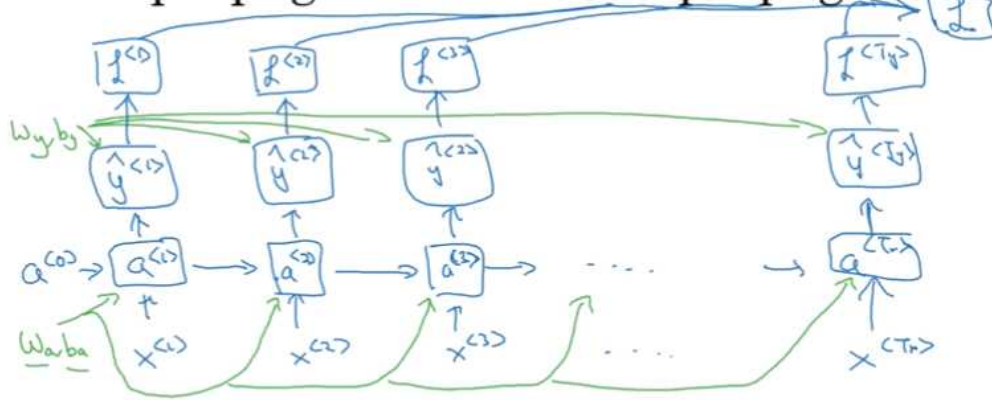 L
L<1> L<2> L<3> L<Ty>
Wy, by
ŷ<1> ŷ<2> ŷ<2> ŷ<Ty>
a<0> a<1> a<2> a<3> .... a<Tx>
Wa, ba
x<1> x<2> x<3> .... x<Tx>